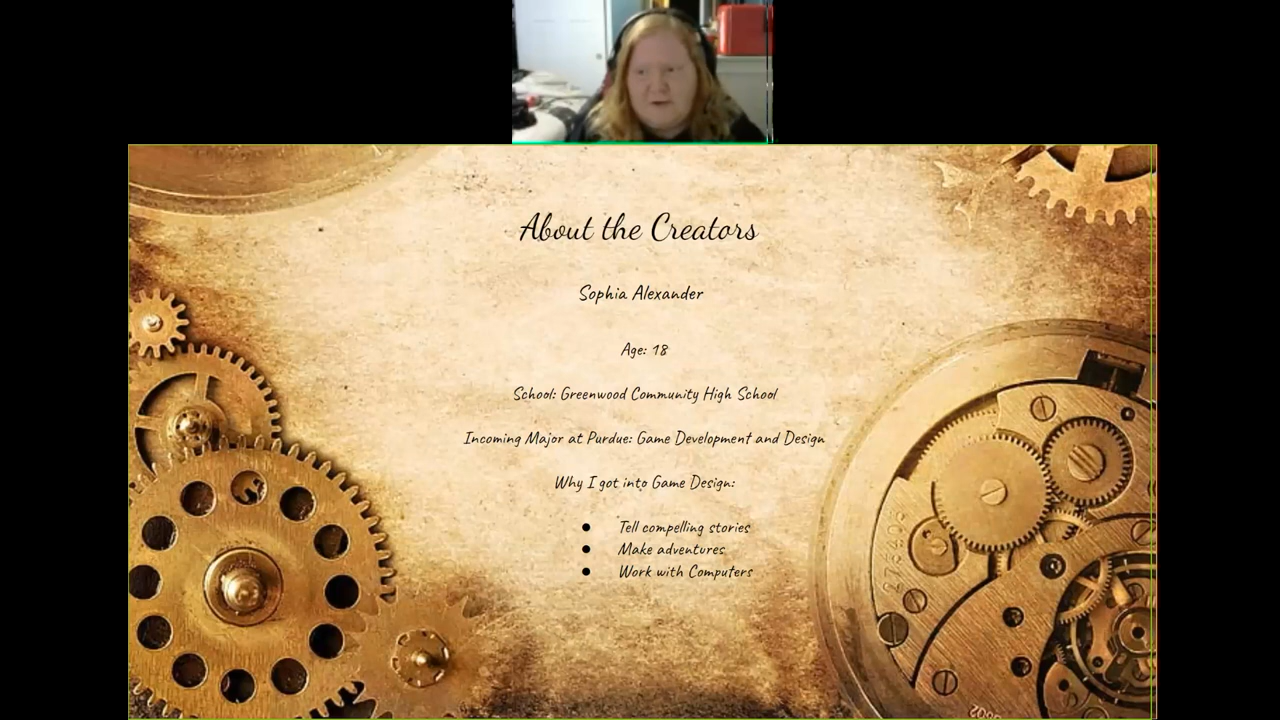 About the Creators
Sophia Alexander
Age: 18
School: Greenwood Community High School
Incoming Major at Purdue: Game Development and Design
Why I got into Game Design:
● Tell compelling stories
● Make adventures
● Work with Computers